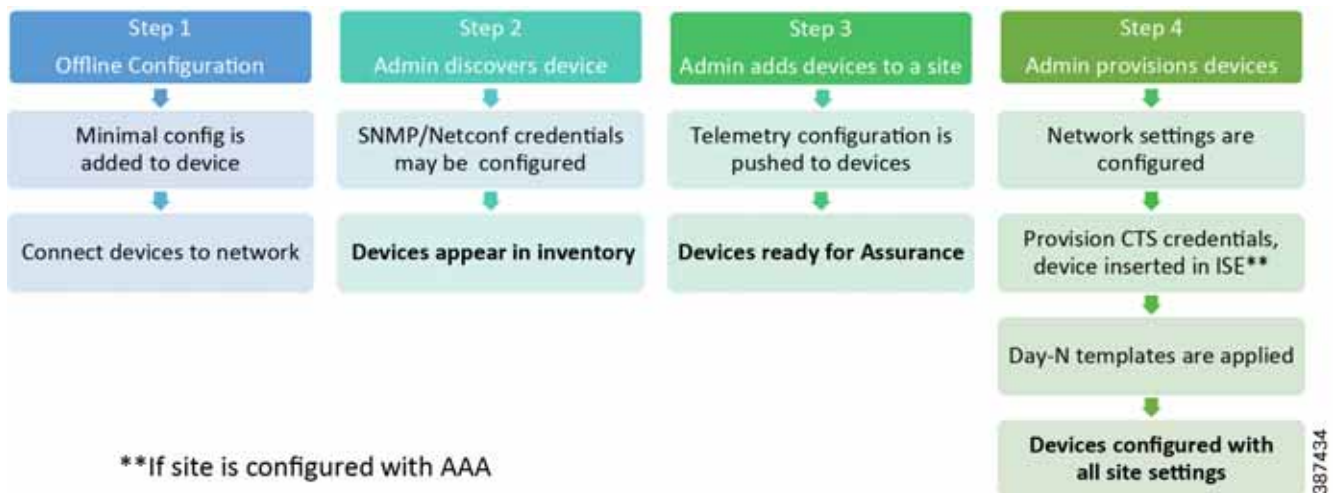 Step 1
Offline Configuration
Minimal config is
added to device
Connect devices to network
Step 2
Admin discovers device
SNMP/Netconf credentials
may be configured
Devices appear in inventory
Step 3
Admin adds devices to a site
Telemetry configuration is
pushed to devices
Devices ready for Assurance
Step 4
Admin provisions devices
Network settings are
configured
Provision CTS credentials,
device inserted in ISE**
Day-N templates are applied
Devices configured with
all site settings
**If site is configured with AAA
387434